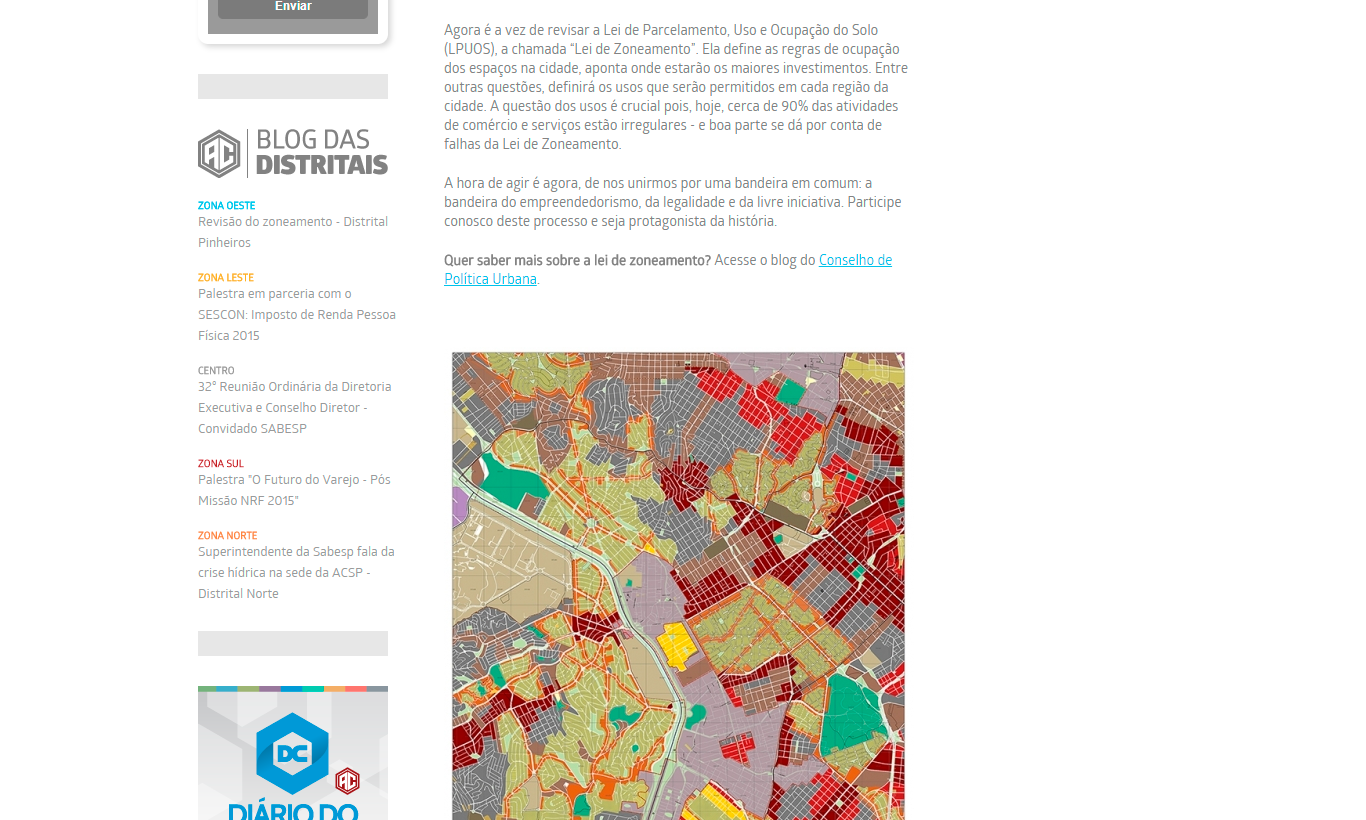 Enviar
BLOG DAS
DISTRITAIS
ZONA OESTE
Revisão do zoneamento - Distrital
Pinheiros
ZONA LESTE
Palestra em parceria com o
SESCON: Imposto de Renda Pessoa
Física 2015
CENTRO
32° Reunião Ordinária da Diretoria
Executiva e Conselho Diretor -
Convidado SABESP
ZONA SUL
Palestra "O Futuro do Varejo - Pós
Missão NRF 2015"
ZONA NORTE
Superintendente da Sabesp fala da
crise hídrica na sede da ACSP -
Distrital Norte
DC
AC
DIÁRIO DO
Agora é a vez de revisar a Lei de Parcelamento, Uso e Ocupação do Solo
(LPUOS), a chamada “Lei de Zoneamento”. Ela define as regras de ocupação
dos espaços na cidade, aponta onde estarão os maiores investimentos. Entre
outras questões, definirá os usos que serão permitidos em cada região da
cidade. A questão dos usos é crucial pois, hoje, cerca de 90% das atividades
de comércio e serviços estão irregulares - e boa parte se dá por conta de
falhas da Lei de Zoneamento.
A hora de agir é agora, de nos unirmos por uma bandeira em comum: a
bandeira do empreendedorismo, da legalidade e da livre iniciativa. Participe
conosco deste processo e seja protagonista da história.
Quer saber mais sobre a lei de zoneamento? Acesse o blog do Conselho de
Política Urbana.